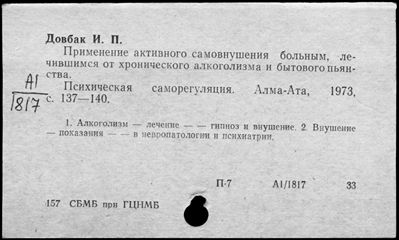 Довбак И. П.
Применение активного самовнушения больным, ле-
чившимся от хронического алкоголизма и бытового пьян-
ства.
А1
1817
Психическая саморегуляция. Алма-Ата, 1973,
с. 137—140.
1. Алкоголизм — лечение — — гипноз и внушение. 2. Внушение
— показания — — в невропатологии и психиатрии.
П-7 А1/1817 33
157 СБМБ при ГЦНМБ